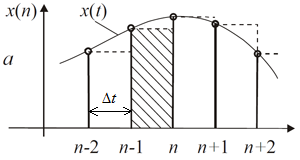 x(n) x(t)
a
Δt
n-2 n-1 n n+1 n+2